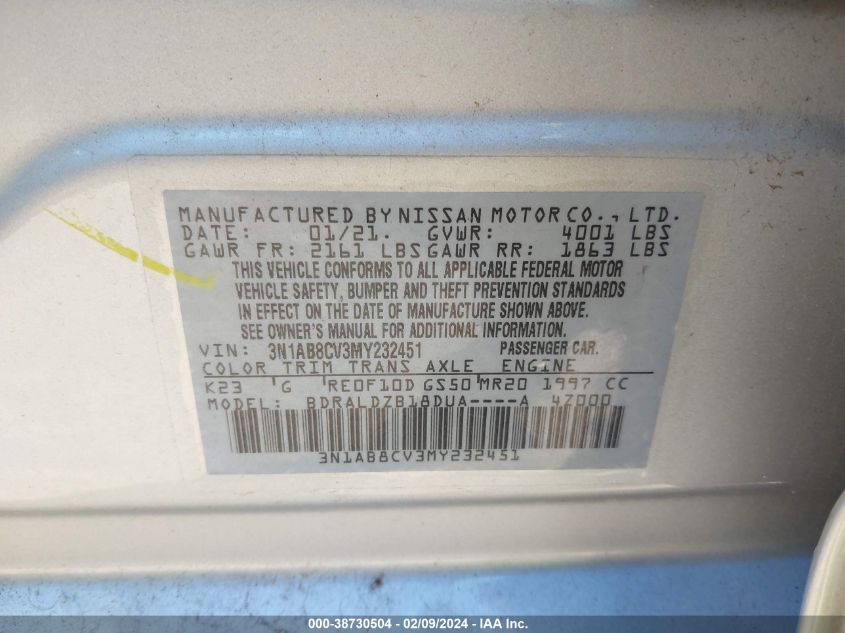 MANUFACTURED BY NISSAN MOTOR CO., LTD.
DATE: 01/21. GVWR: 4001 LBS
GAWR FR: 2161 LBS GAWR RR: 1863 LBS
THIS VEHICLE CONFORMS TO ALL APPLICABLE FEDERAL MOTOR
VEHICLE SAFETY, BUMPER AND THEFT PREVENTION STANDARDS
IN EFFECT ON THE DATE OF MANUFACTURE SHOWN ABOVE.
SEE OWNER'S MANUAL FOR ADDITIONAL INFORMATION.
VIN: 3N1AB8CV3MY232451 PASSENGER CAR.
COLOR TRIM TRANS AXLE ENGINE
K23 G RE0F10D GS50 MR20 1997 CC
MODEL: BDRALDZB18DUA----A 4Z000
3N1AB8CV3MY232451
000-38730504 - 02/09/2024 - IAA Inc.